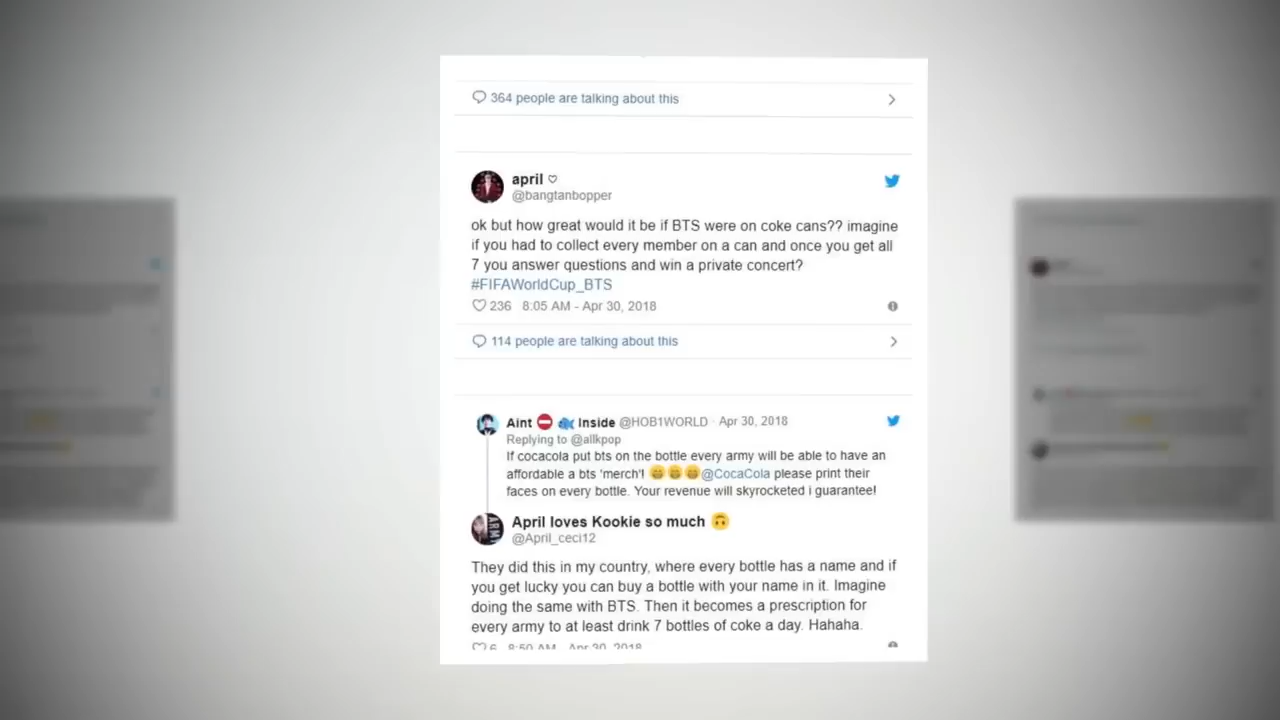 364 people are talking about this
april ♡
@bangtanbopper
ok but how great would it be if BTS were on coke cans?? imagine
if you had to collect every member on a can and once you get all
7 you answer questions and win a private concert?
#FIFAWorldCup_BTS
236 8:05 AM - Apr 30, 2018
114 people are talking about this
Aint ⛔ 🐟 Inside @HOB1WORLD · Apr 30, 2018
Replying to @allkpop
If cocacola put bts on the bottle every army will be able to have an
affordable a bts 'merch'! 😁😁😁@CocaCola please print their
faces on every bottle. Your revenue will skyrocketed i guarantee!
April loves Kookie so much 🙃
@April_ceci12
They did this in my country, where every bottle has a name and if
you get lucky you can buy a bottle with your name in it. Imagine
doing the same with BTS. Then it becomes a prescription for
every army to at least drink 7 bottles of coke a day. Hahaha.
6 8:50 AM - Apr 30, 2018